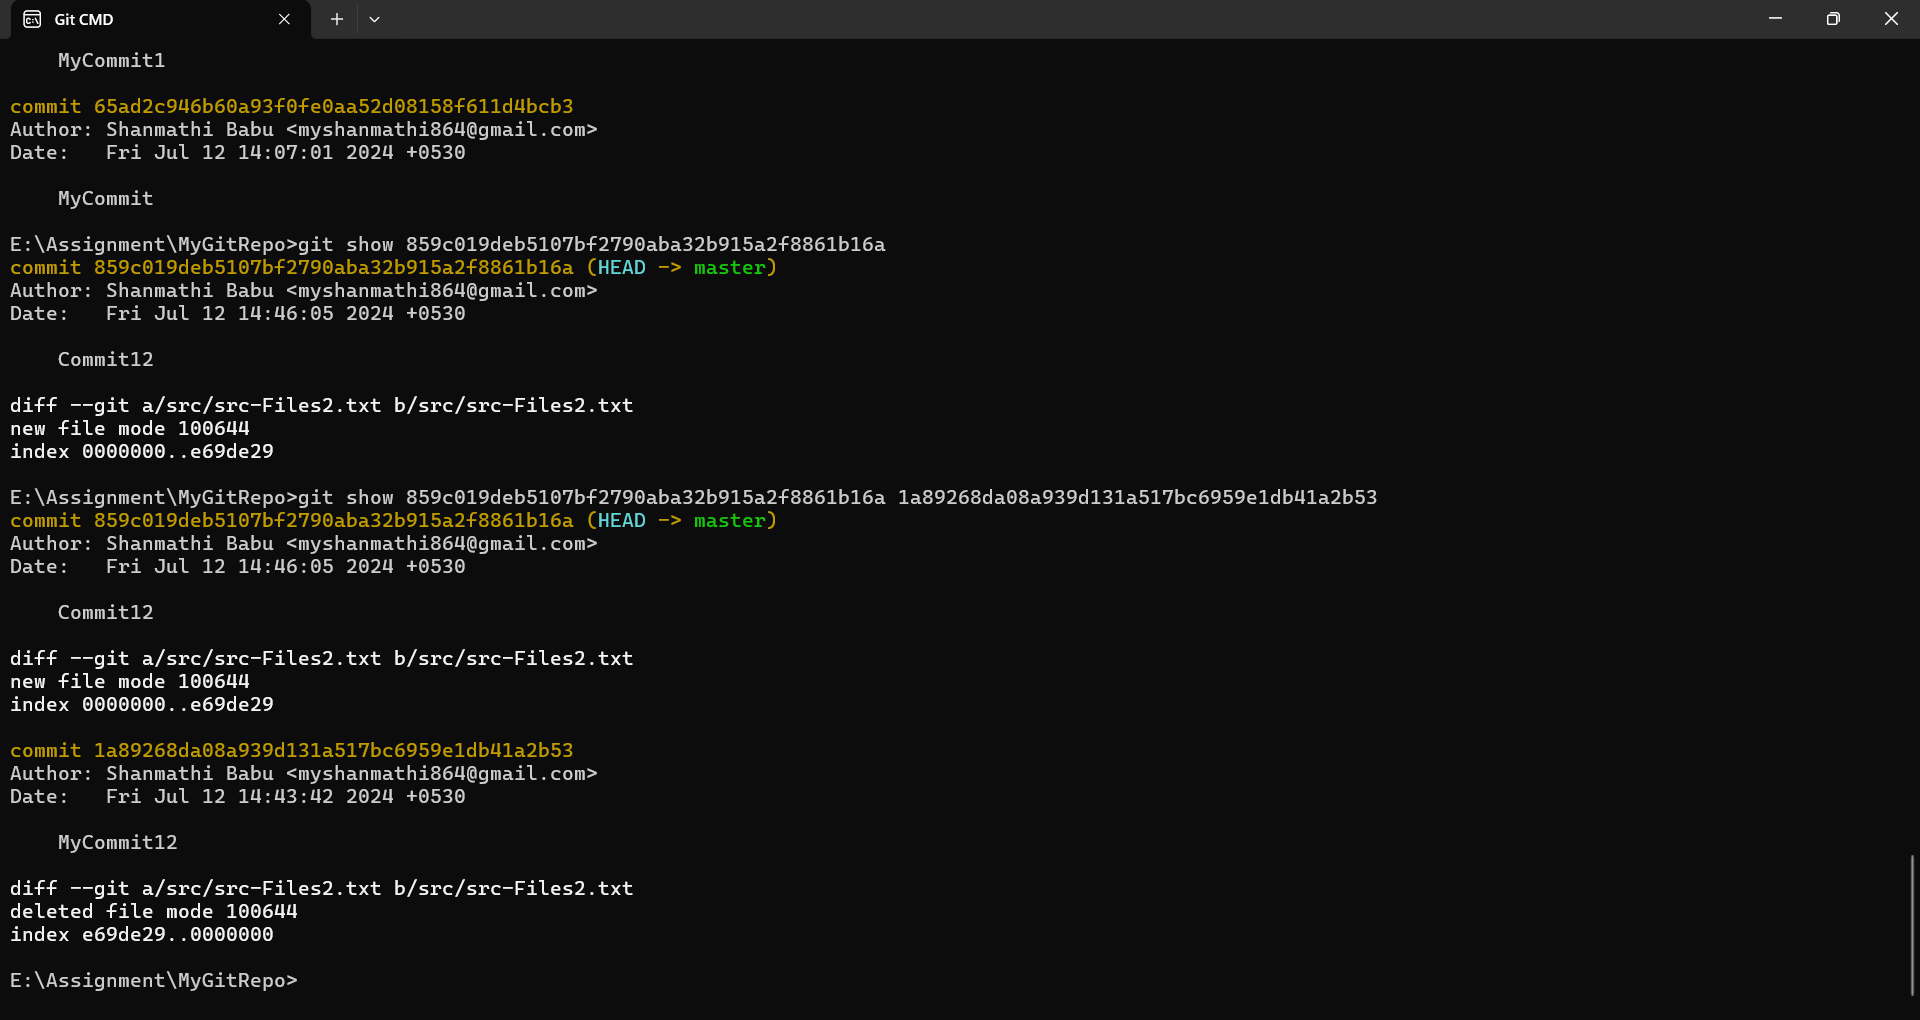 Git CMD
MyCommit1
commit 65ad2c946b60a93f0fe0aa52d08158f611d4bcb3
Author: Shanmathi Babu <myshanmathi864@gmail.com>
Date:   Fri Jul 12 14:07:01 2024 +0530
MyCommit
E:\Assignment\MyGitRepo>git show 859c019deb5107bf2790aba32b915a2f8861b16a
commit 859c019deb5107bf2790aba32b915a2f8861b16a (HEAD -> master)
Author: Shanmathi Babu <myshanmathi864@gmail.com>
Date:   Fri Jul 12 14:46:05 2024 +0530
Commit12
diff --git a/src/src-Files2.txt b/src/src-Files2.txt
new file mode 100644
index 0000000..e69de29
E:\Assignment\MyGitRepo>git show 859c019deb5107bf2790aba32b915a2f8861b16a 1a89268da08a939d131a517bc6959e1db41a2b53
commit 859c019deb5107bf2790aba32b915a2f8861b16a (HEAD -> master)
Author: Shanmathi Babu <myshanmathi864@gmail.com>
Date:   Fri Jul 12 14:46:05 2024 +0530
Commit12
diff --git a/src/src-Files2.txt b/src/src-Files2.txt
new file mode 100644
index 0000000..e69de29
commit 1a89268da08a939d131a517bc6959e1db41a2b53
Author: Shanmathi Babu <myshanmathi864@gmail.com>
Date:   Fri Jul 12 14:43:42 2024 +0530
MyCommit12
diff --git a/src/src-Files2.txt b/src/src-Files2.txt
deleted file mode 100644
index e69de29..0000000
E:\Assignment\MyGitRepo>